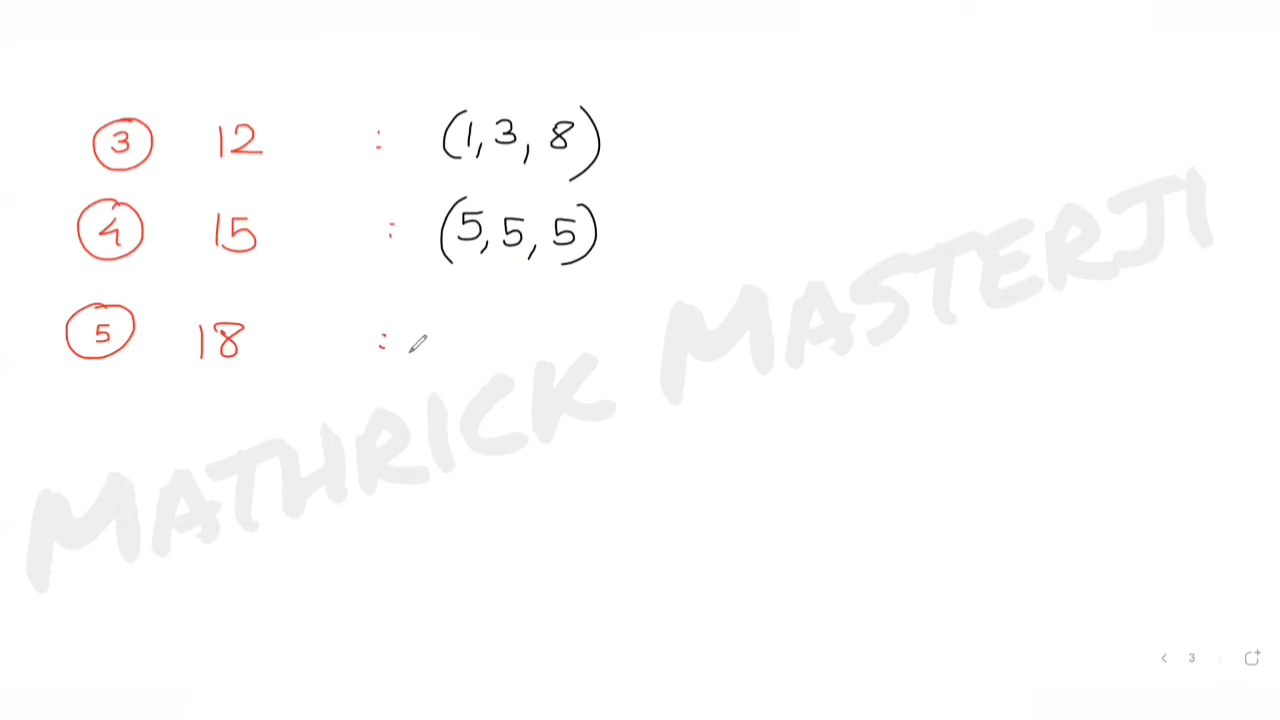 3 12 : (1, 3, 8)
4 15 : (5, 5, 5)
5 18 :
MATHRICK MASTERJI
< 3